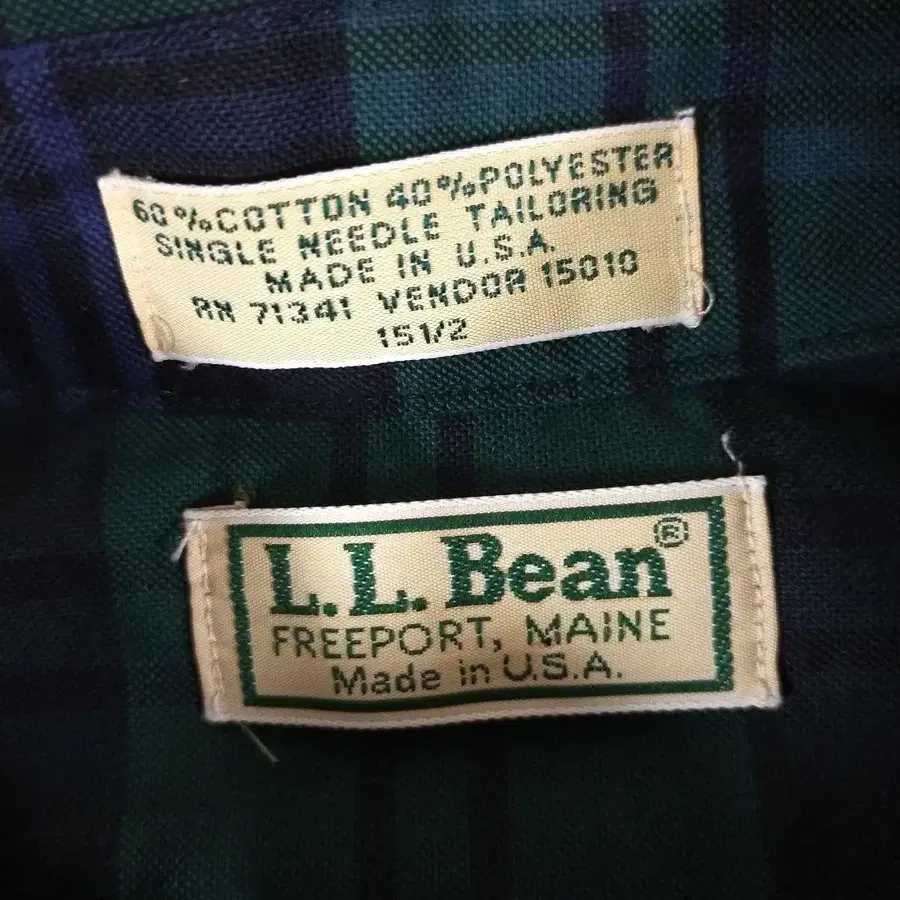 60%COTTON 40%POLYESTER
SINGLE NEEDLE TAILORING
MADE IN U.S.A.
RN 71341 VENDOR 15010
15 1/2
L.L.Bean®
FREEPORT, MAINE
Made in U.S.A.